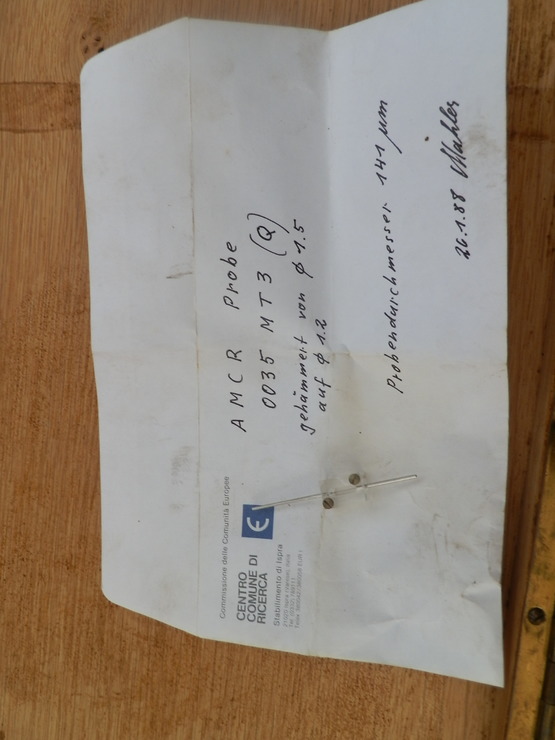 Commissione delle Comunità Europee
CENTRO
COMUNE DI
RICERCA
Stabilimento di Ispra
AMCR Probe
0035 MT3 (Q)
gehämmert von φ 1.5
auf φ 1.2
Probendurchmesser 141 µm
26.1.88 Mahler